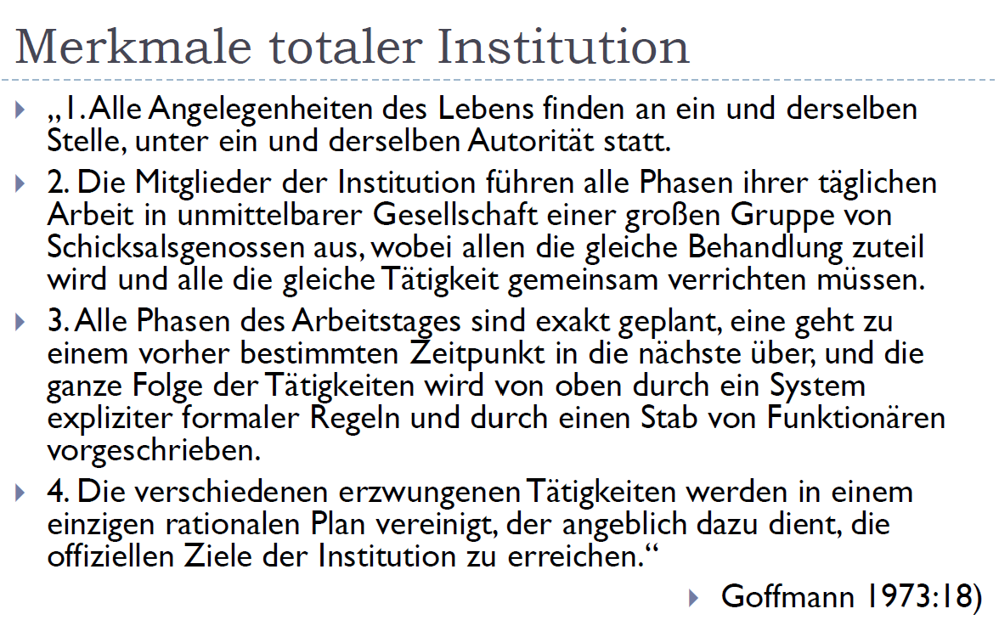 Merkmale totaler Institution
„1. Alle Angelegenheiten des Lebens finden an ein und derselben
Stelle, unter ein und derselben Autorität statt.
2. Die Mitglieder der Institution führen alle Phasen ihrer täglichen
Arbeit in unmittelbarer Gesellschaft einer großen Gruppe von
Schicksalsgenossen aus, wobei allen die gleiche Behandlung zuteil
wird und alle die gleiche Tätigkeit gemeinsam verrichten müssen.
3. Alle Phasen des Arbeitstages sind exakt geplant, eine geht zu
einem vorher bestimmten Zeitpunkt in die nächste über, und die
ganze Folge der Tätigkeiten wird von oben durch ein System
expliziter formaler Regeln und durch einen Stab von Funktionären
vorgeschrieben.
4. Die verschiedenen erzwungenen Tätigkeiten werden in einem
einzigen rationalen Plan vereinigt, der angeblich dazu dient, die
offiziellen Ziele der Institution zu erreichen.“
Goffmann 1973:18)